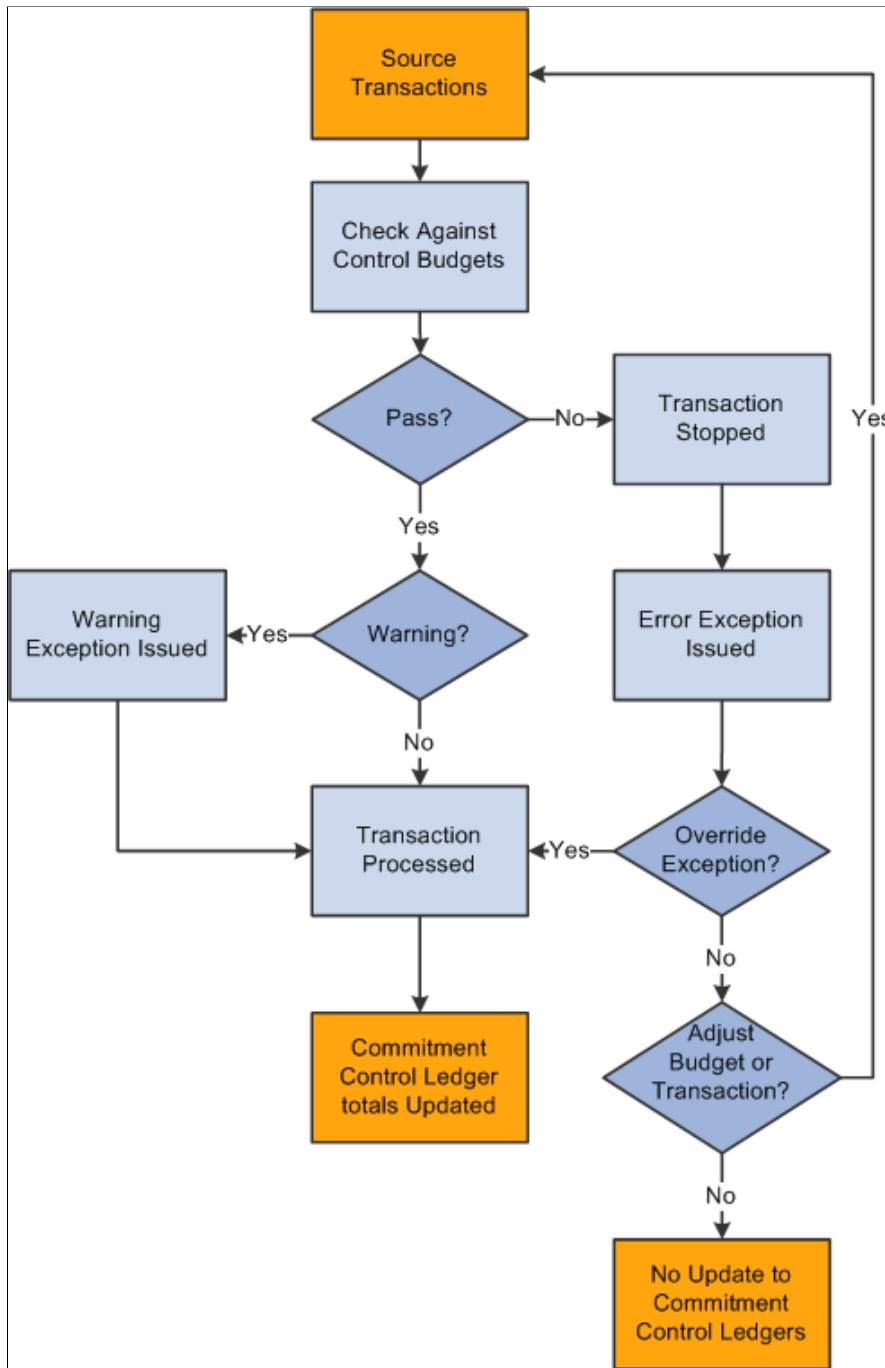 Source
Transactions
Check Against
Control Budgets
Pass?
No
Transaction
Stopped
Yes
Yes
Warning
Exception Issued
Yes
Warning?
Error Exception
Issued
No
Transaction
Processed
Yes
Override
Exception?
No
Commitment
Control Ledger
totals Updated
Adjust
Budget or
Transaction?
No
No Update to
Commitment
Control Ledgers